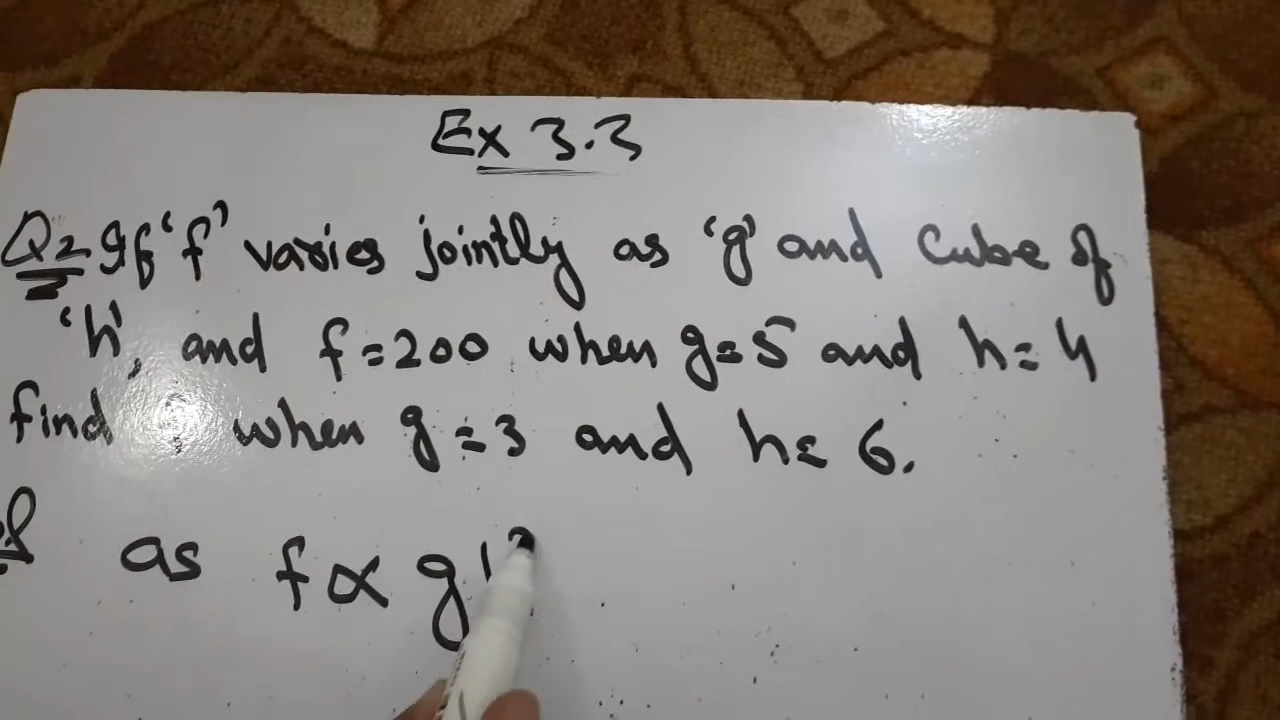 Ex 3.3
Q2 If 'f' varies jointly as 'g' and Cube of
'h', and f=200 when g=5 and h=4
find when g=3 and h= 6.
as f∝ g